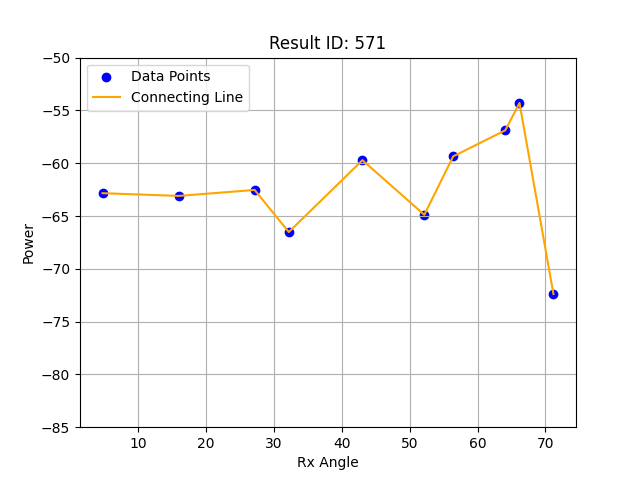 Result ID: 571
Data Points
Connecting Line
−50
−55
−60
−65
−70
−75
−80
−85
Power
10 20 30 40 50 60 70
Rx Angle